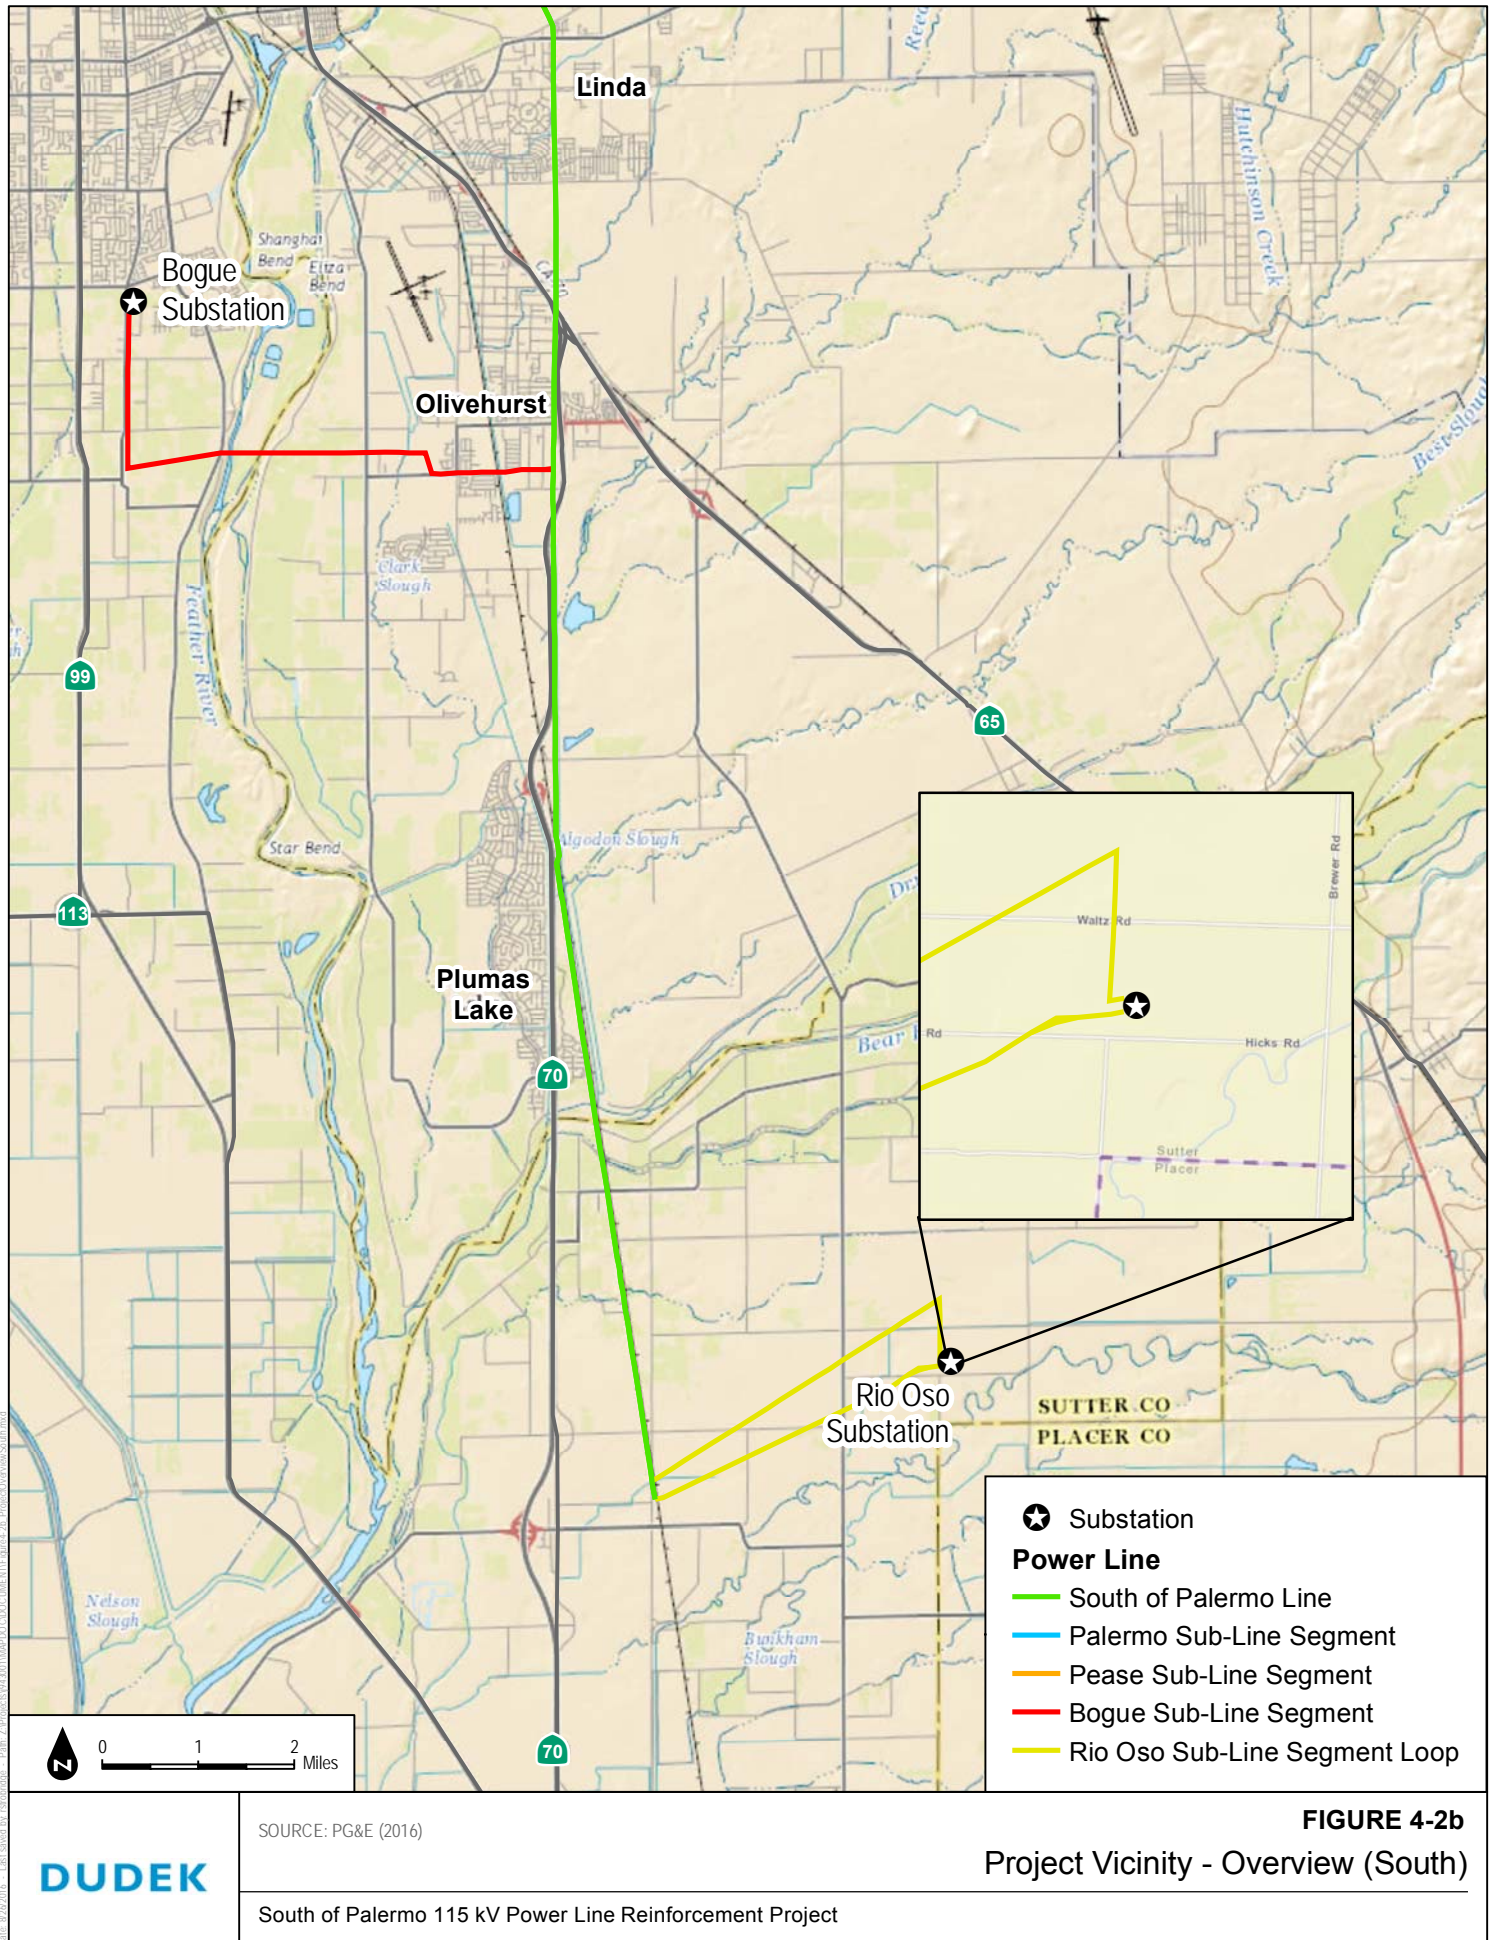 Linda
Hutchinson Creek
Shanghai
Bend
Eliza
Bend
Bogue
Substation
CA 70
Olivehurst
Best Slough
Clark
Slough
Feather River
99
65
Algodon Slough
Star Bend
113
Plumas
Lake
70
Bear
Waltz Rd
Brewer Rd
Rd
Hicks Rd
Sutter
Placer
Rio Oso
Substation
SUTTER CO
PLACER CO
Nelson
Slough
Slough
70
N
0 1 2
Miles
Substation
Power Line
South of Palermo Line
Palermo Sub-Line Segment
Pease Sub-Line Segment
Bogue Sub-Line Segment
Rio Oso Sub-Line Segment Loop
DUDEK
SOURCE: PG&E (2016)
FIGURE 4-2b
Project Vicinity - Overview (South)
South of Palermo 115 kV Power Line Reinforcement Project